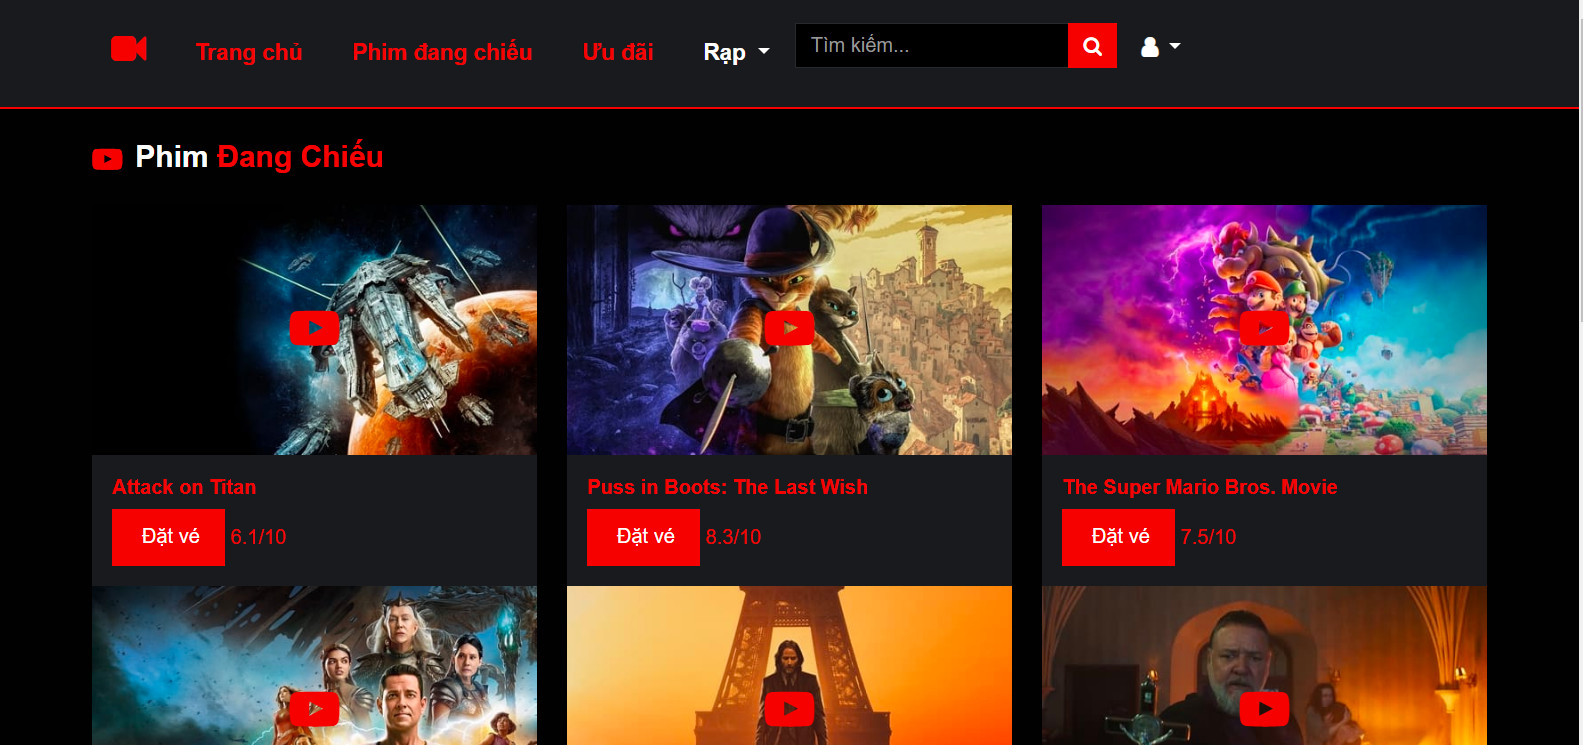 Trang chủ Phim đang chiếu Ưu đãi Rạp Tìm kiếm...
Phim Đang Chiếu
Attack on Titan
Đặt vé 6.1/10
Puss in Boots: The Last Wish
Đặt vé 8.3/10
The Super Mario Bros. Movie
Đặt vé 7.5/10